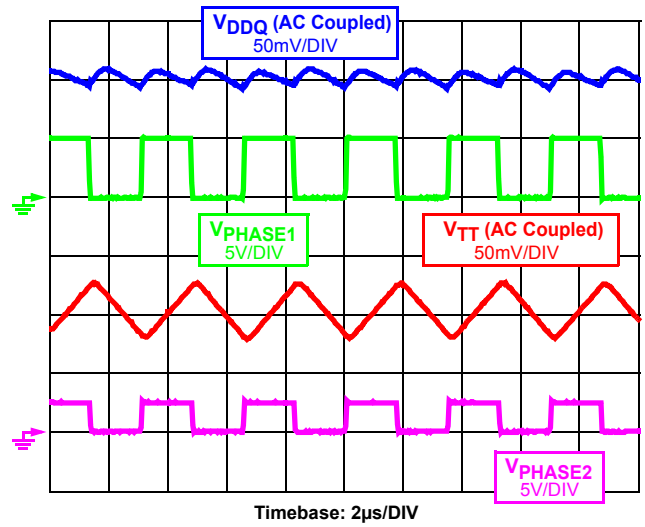 VDDQ (AC Coupled)
50mV/DIV
VPHASE1
5V/DIV
VTT (AC Coupled)
50mV/DIV
VPHASE2
5V/DIV
Timebase: 2µs/DIV